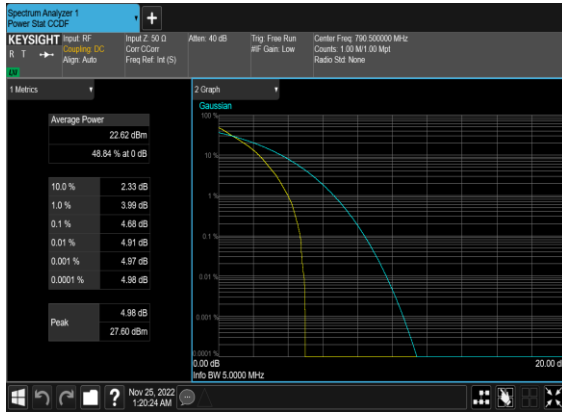 Spectrum Analyzer 1
Power Stat CCDF
+
KEYSIGHT
R T
LXI
Input: RF
Coupling: DC
Align: Auto
Input Z: 50 Ω
Corr CCorr
Freq Ref: Int (S)
Atten: 40 dB
Trig: Free Run
#IF Gain: Low
Center Freq: 790.500000 MHz
Counts: 1.00 M/1.00 Mpt
Radio Std: None
1 Metrics
Average Power
22.62 dBm
48.84 % at 0 dB
10.0 % 2.33 dB
1.0 % 3.99 dB
0.1 % 4.68 dB
0.01 % 4.91 dB
0.001 % 4.97 dB
0.0001 % 4.98 dB
Peak
4.98 dB
27.60 dBm
2 Graph
Gaussian
100 %
10 %
1 %
0.1 %
0.01 %
0.001 %
0.0001 %
0.00 dB
20.00 d
Info BW 5.0000 MHz
?
Nov 25, 2022
1:20:24 AM